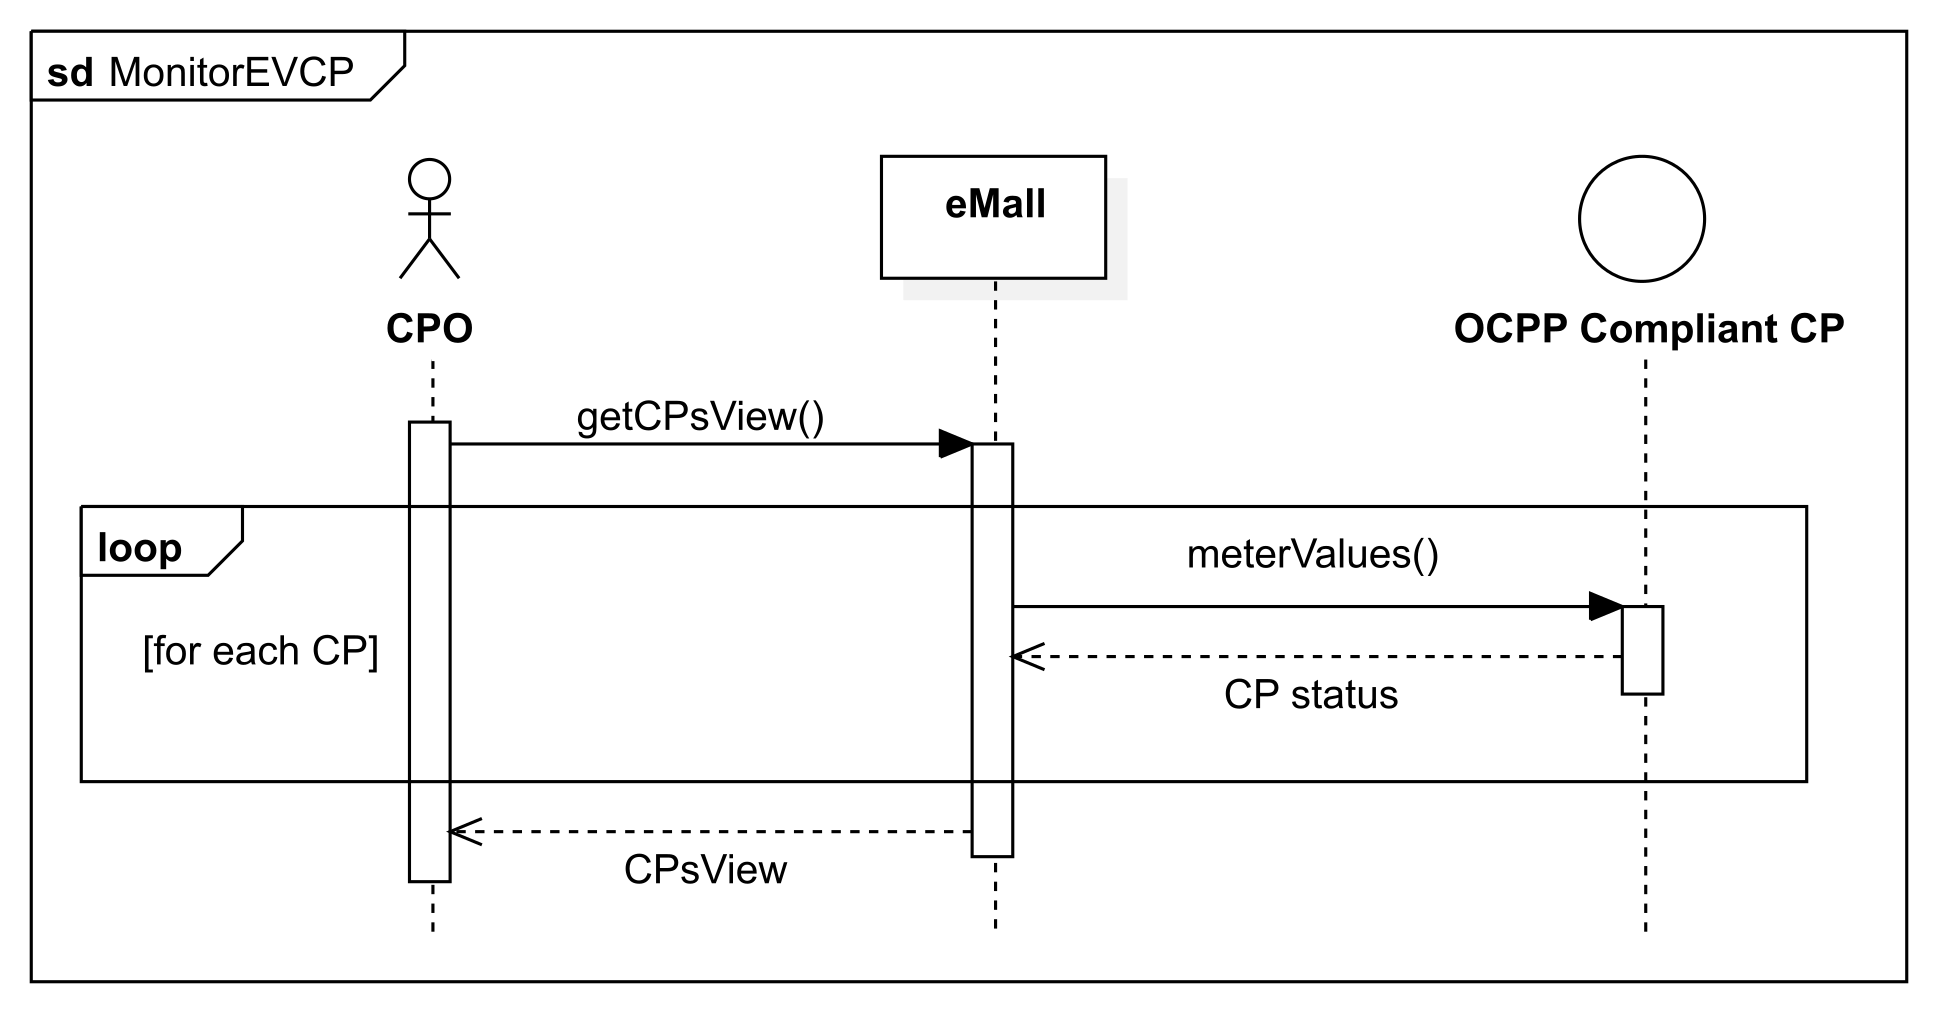 sd MonitorEVCP
CPO
eMall
OCPP Compliant CP
getCPsView()
loop
meterValues()
[for each CP]
CP status
CPsView